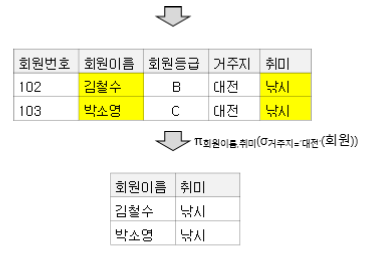 회원번호 회원이름 회원등급 거주지 취미
102 김철수 B 대전 낚시
103 박소영 C 대전 낚시
π회원이름,취미(σ거주지='대전'(회원))
회원이름 취미
김철수 낚시
박소영 낚시